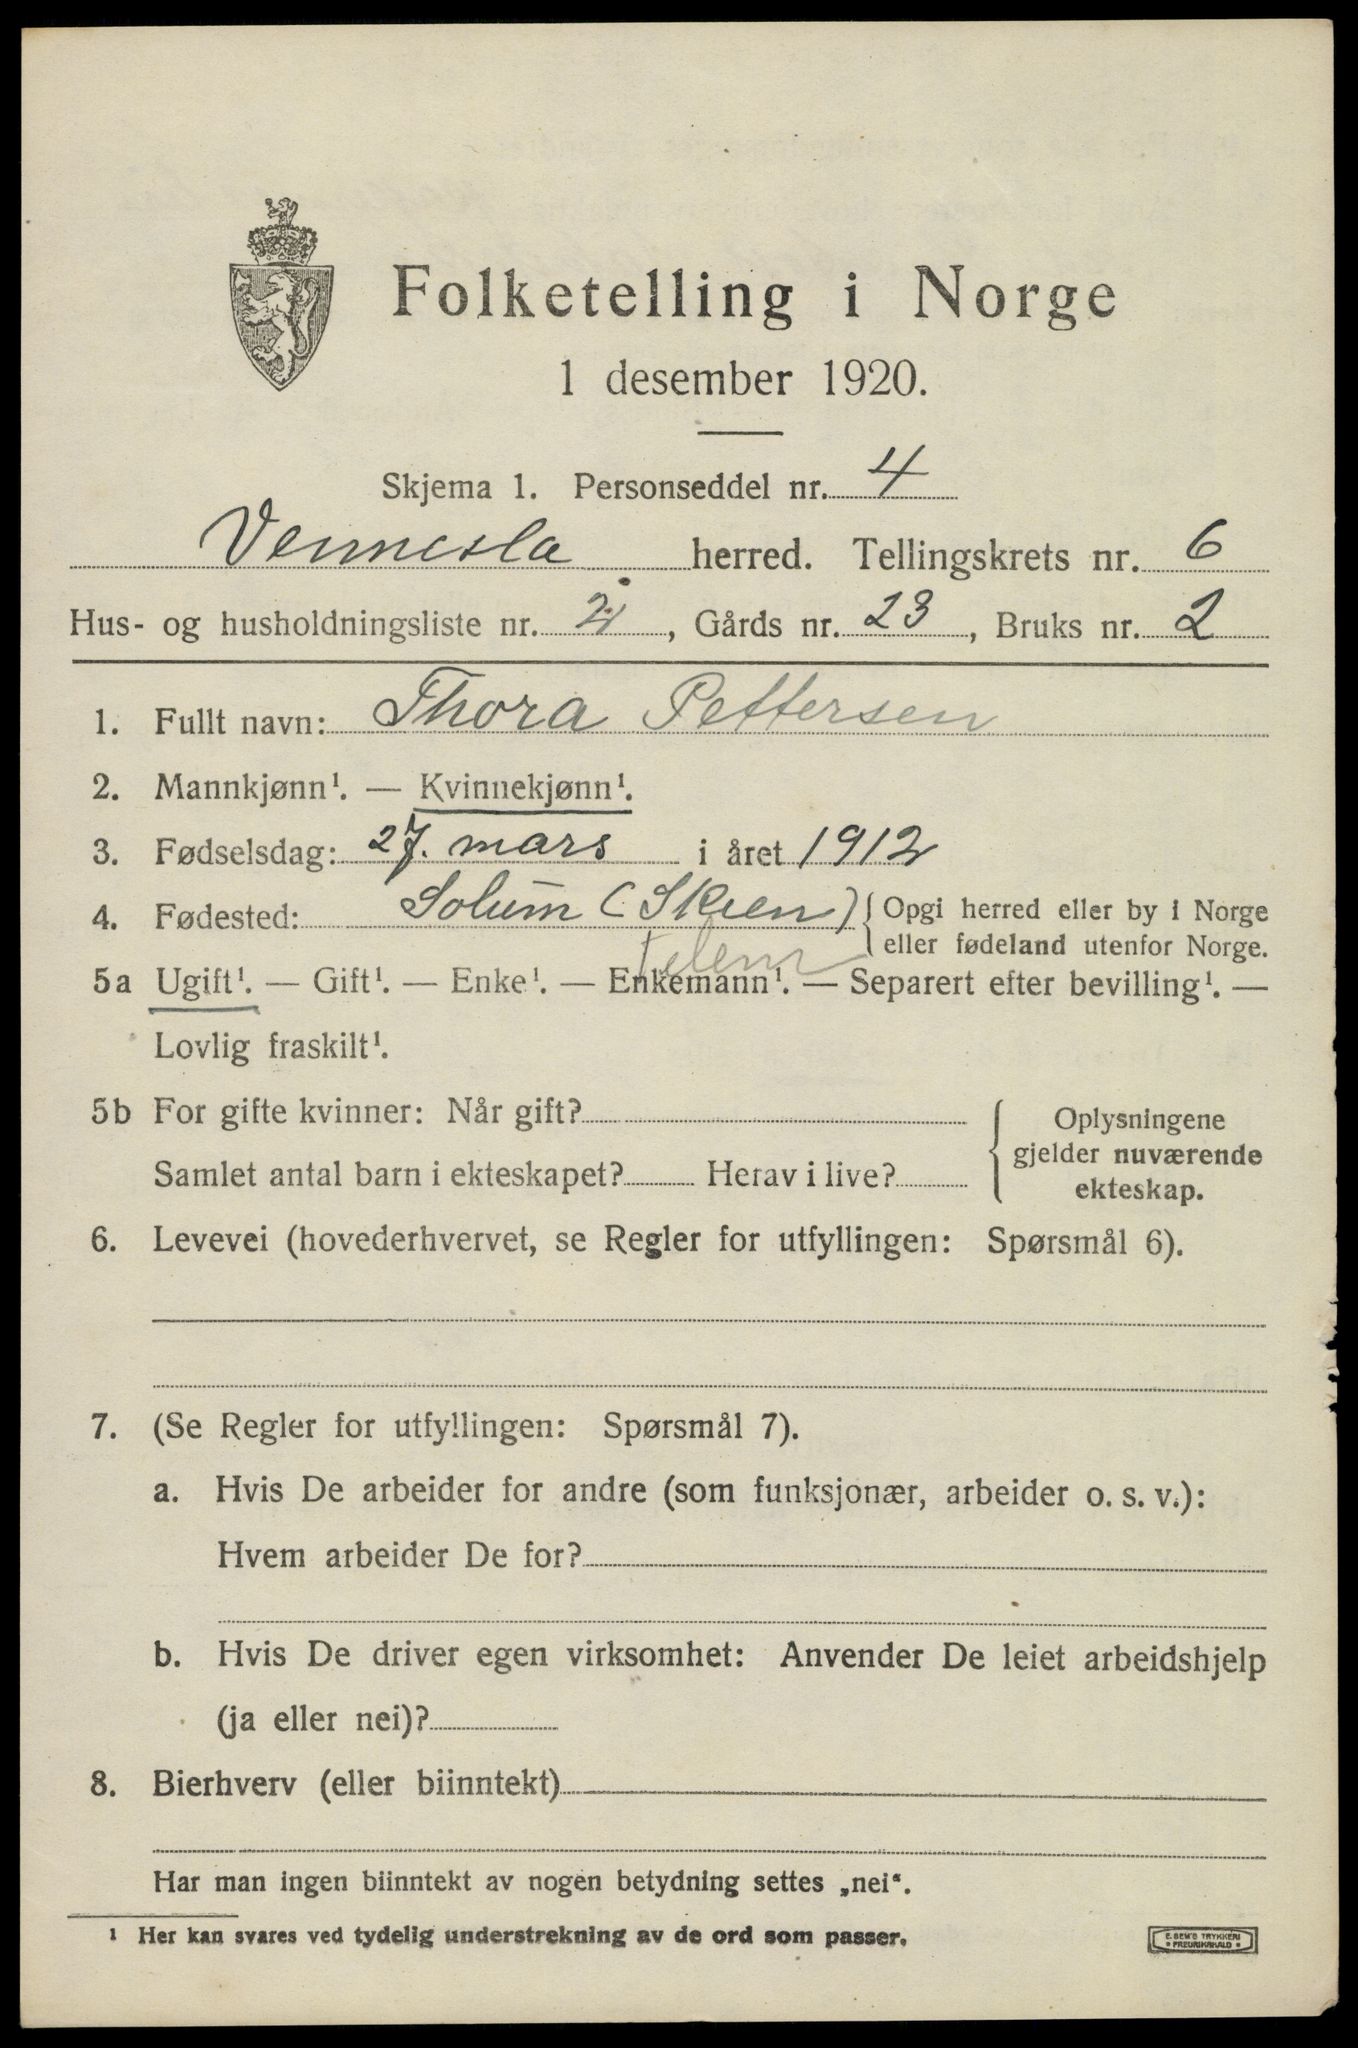 Folketelling i Norge
1 desember 1920.
Skjema 1. Personseddel nr. 4
Vennesla herred. Tellingskrets nr. 6
Hus- og husholdningsliste nr. 2, Gårds nr. 23, Bruks nr. 2
1. Fullt navn: Thora Pettersen
2. Mannkjønn¹. — Kvinnekjønn¹.
3. Fødselsdag: 27. mars i året 1912
4. Fødested: Solum (Skien) { Opgi herred eller by i Norge
eller fødeland utenfor Norge.
Telem
5a Ugift¹. — Gift¹. — Enke¹. — Enkemann¹. — Separert efter bevilling¹. —
Lovlig fraskilt¹.
5b For gifte kvinner: Når gift?
Samlet antal barn i ekteskapet? Herav i live?
Oplysningene
gjelder nuværende
ekteskap.
6. Levevei (hovederhvervet, se Regler for utfyllingen: Spørsmål 6).
7. (Se Regler for utfyllingen: Spørsmål 7).
a. Hvis De arbeider for andre (som funksjonær, arbeider o. s. v.):
Hvem arbeider De for?
b. Hvis De driver egen virksomhet: Anvender De leiet arbeidshjelp
(ja eller nei)?
8. Bierhverv (eller biinntekt)
Har man ingen biinntekt av nogen betydning settes „nei“.
¹ Her kan svares ved tydelig understrekning av de ord som passer.
E. SEM'S TRYKKERI
* FREDRIKSHALD *